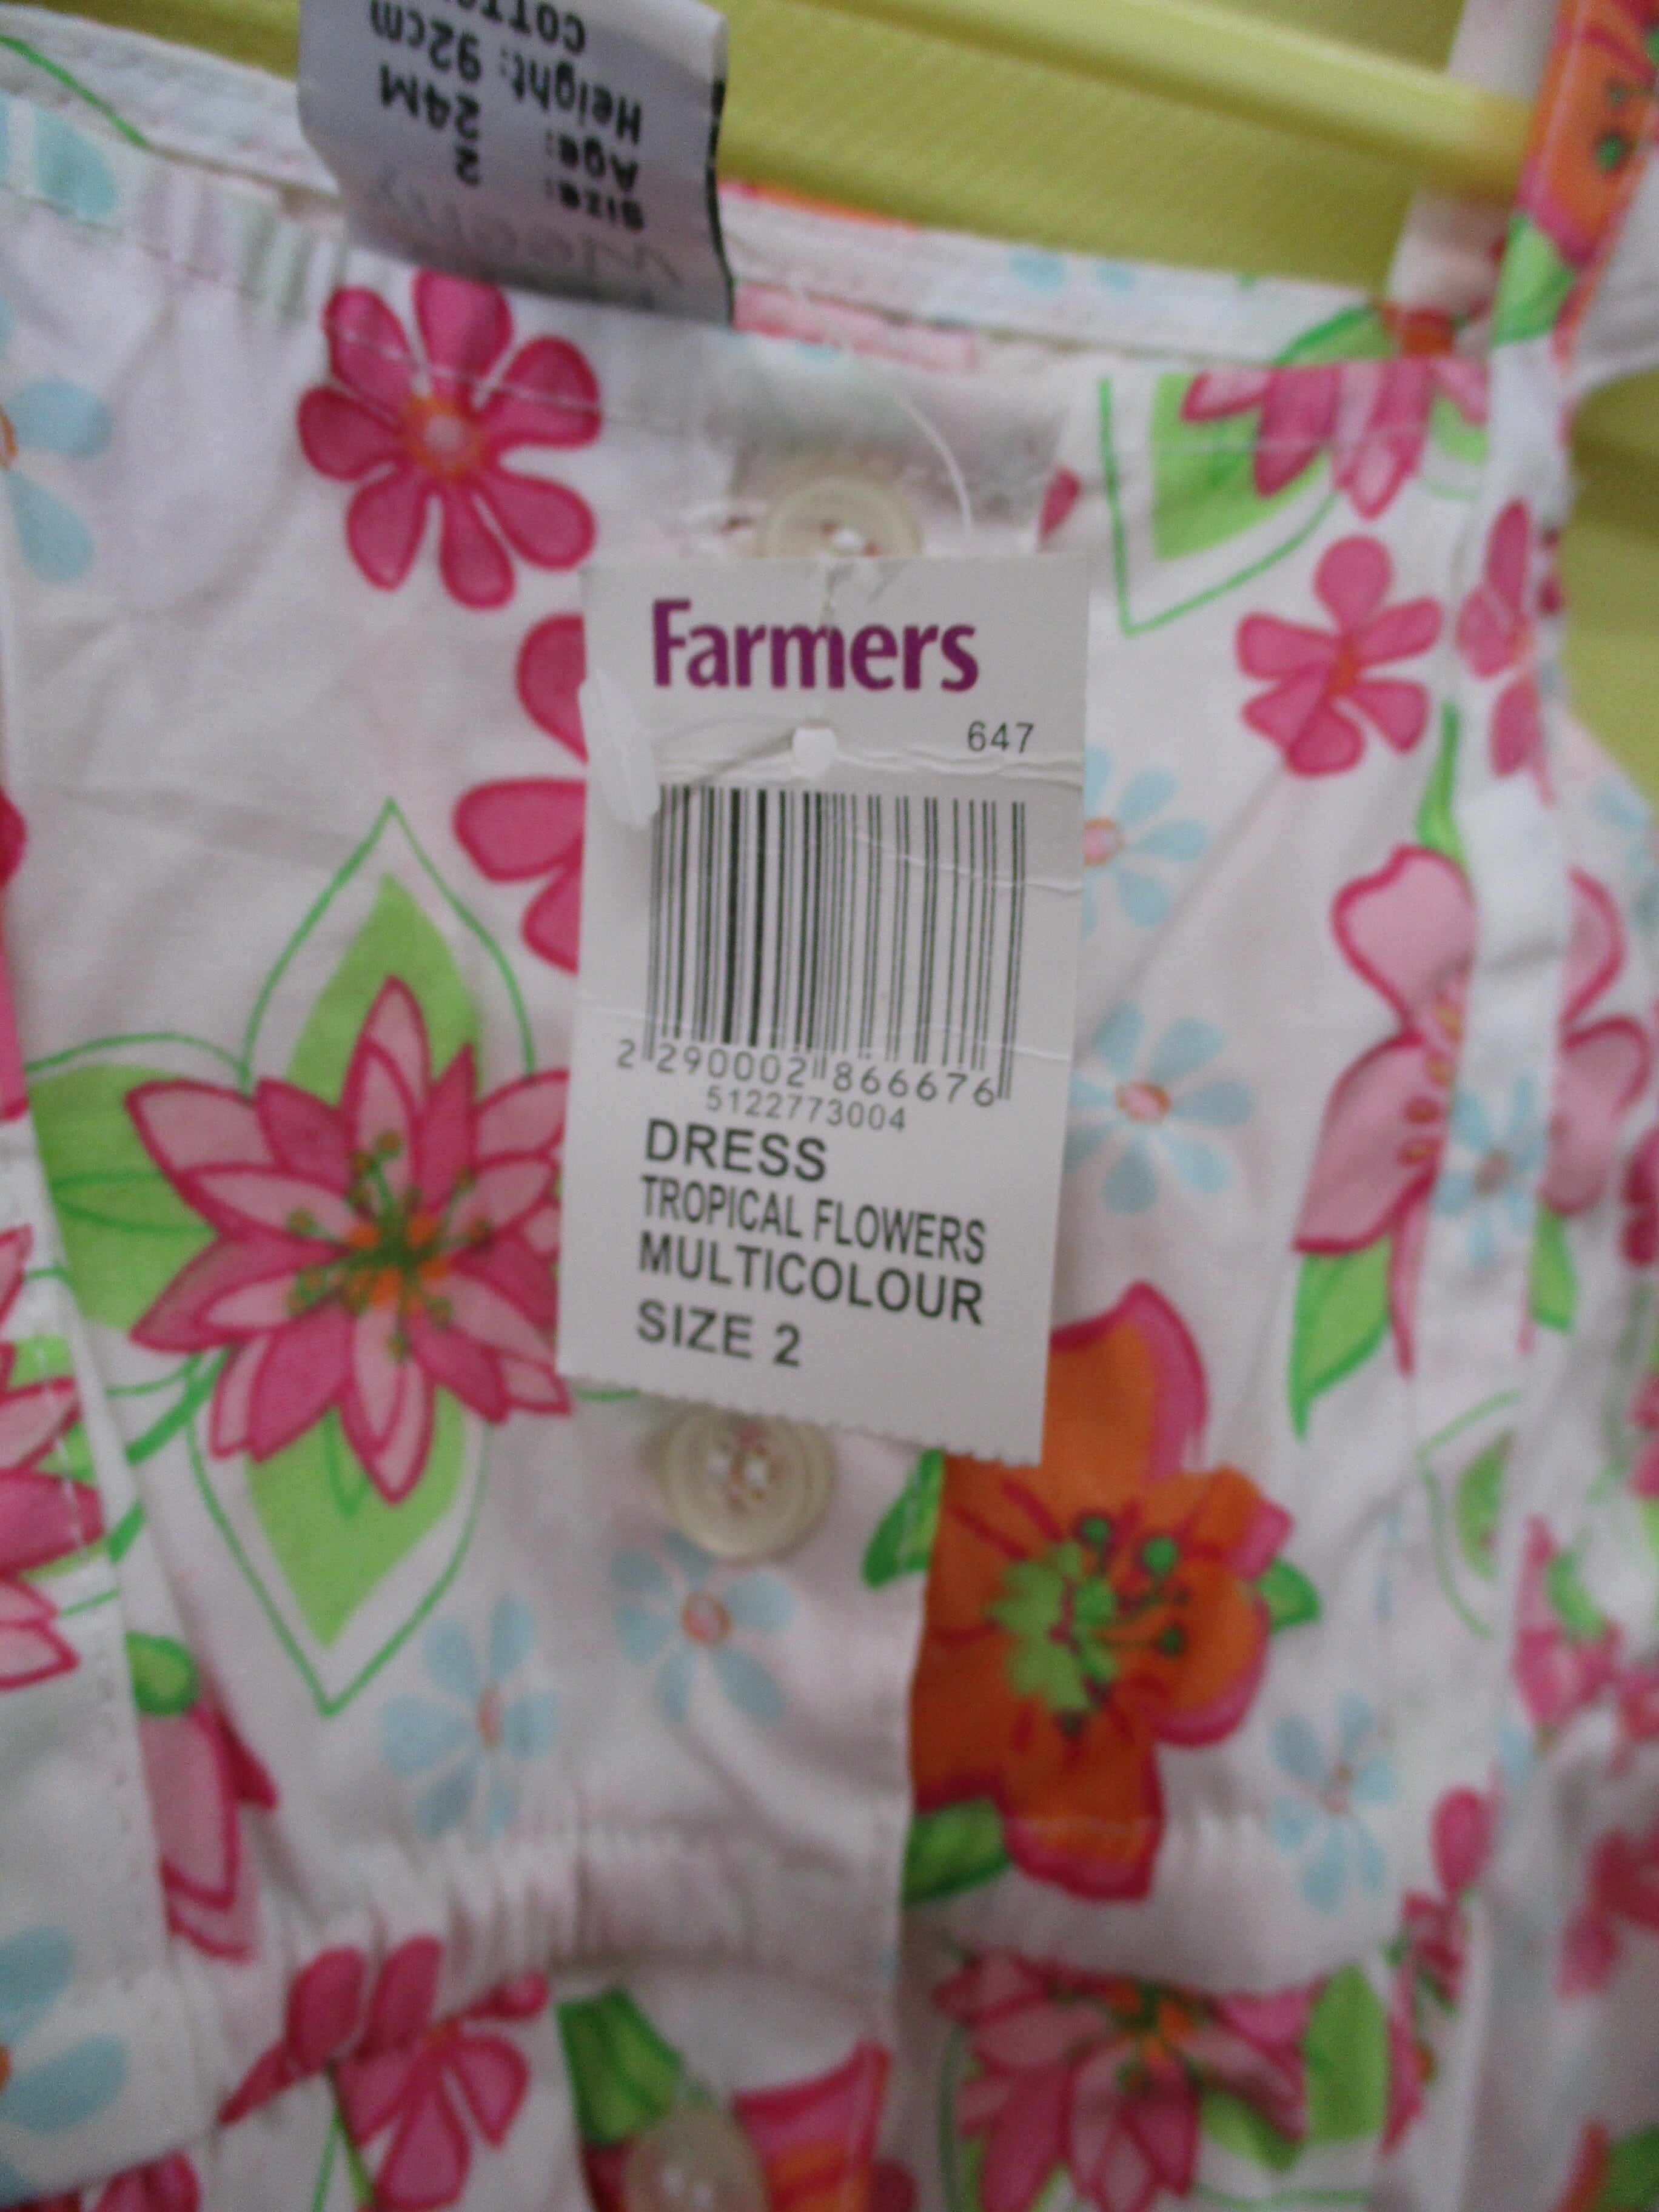 Size: 2
Age: 24M
Height: 92cm
Farmers
647
2 290002 866676
5122773004
DRESS
TROPICAL FLOWERS
MULTICOLOUR
SIZE 2